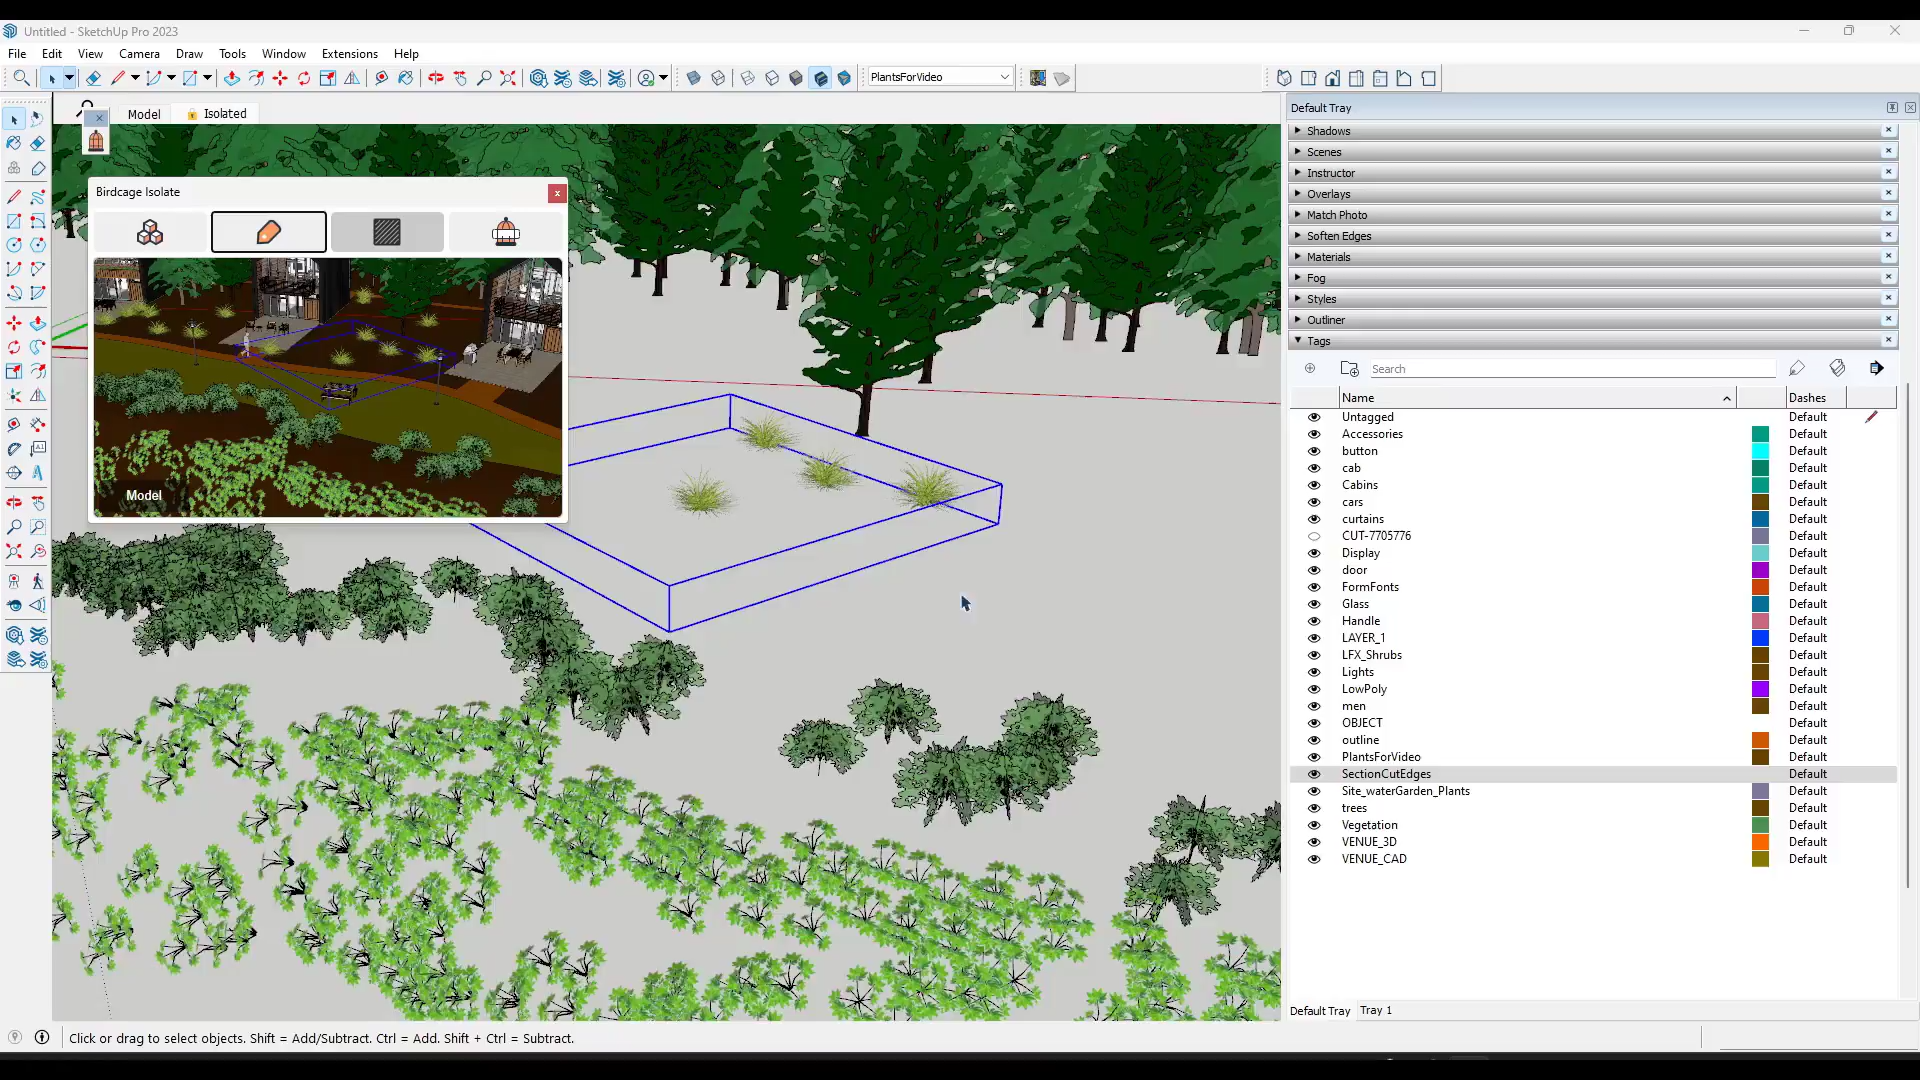 Untitled - SketchUp Pro 2023
File Edit View Camera Draw Tools Window Extensions Help
PlantsForVideo
Model Isolated
Birdcage Isolate
Model
Default Tray
Shadows
Scenes
Instructor
Overlays
Match Photo
Soften Edges
Materials
Fog
Styles
Outliner
Tags
Search
Name Dashes
Untagged Default
Accessories Default
button Default
cab Default
Cabins Default
cars Default
curtains Default
CUT-7705776 Default
Display Default
door Default
FormFonts Default
Glass Default
Handle Default
LAYER_1 Default
LFX_Shrubs Default
Lights Default
LowPoly Default
men Default
OBJECT Default
outline Default
PlantsForVideo Default
SectionCutEdges Default
Site_waterGarden_Plants Default
trees Default
Vegetation Default
VENUE_3D Default
VENUE_CAD Default
Default Tray Tray 1
Click or drag to select objects. Shift = Add/Subtract. Ctrl = Add. Shift + Ctrl = Subtract.